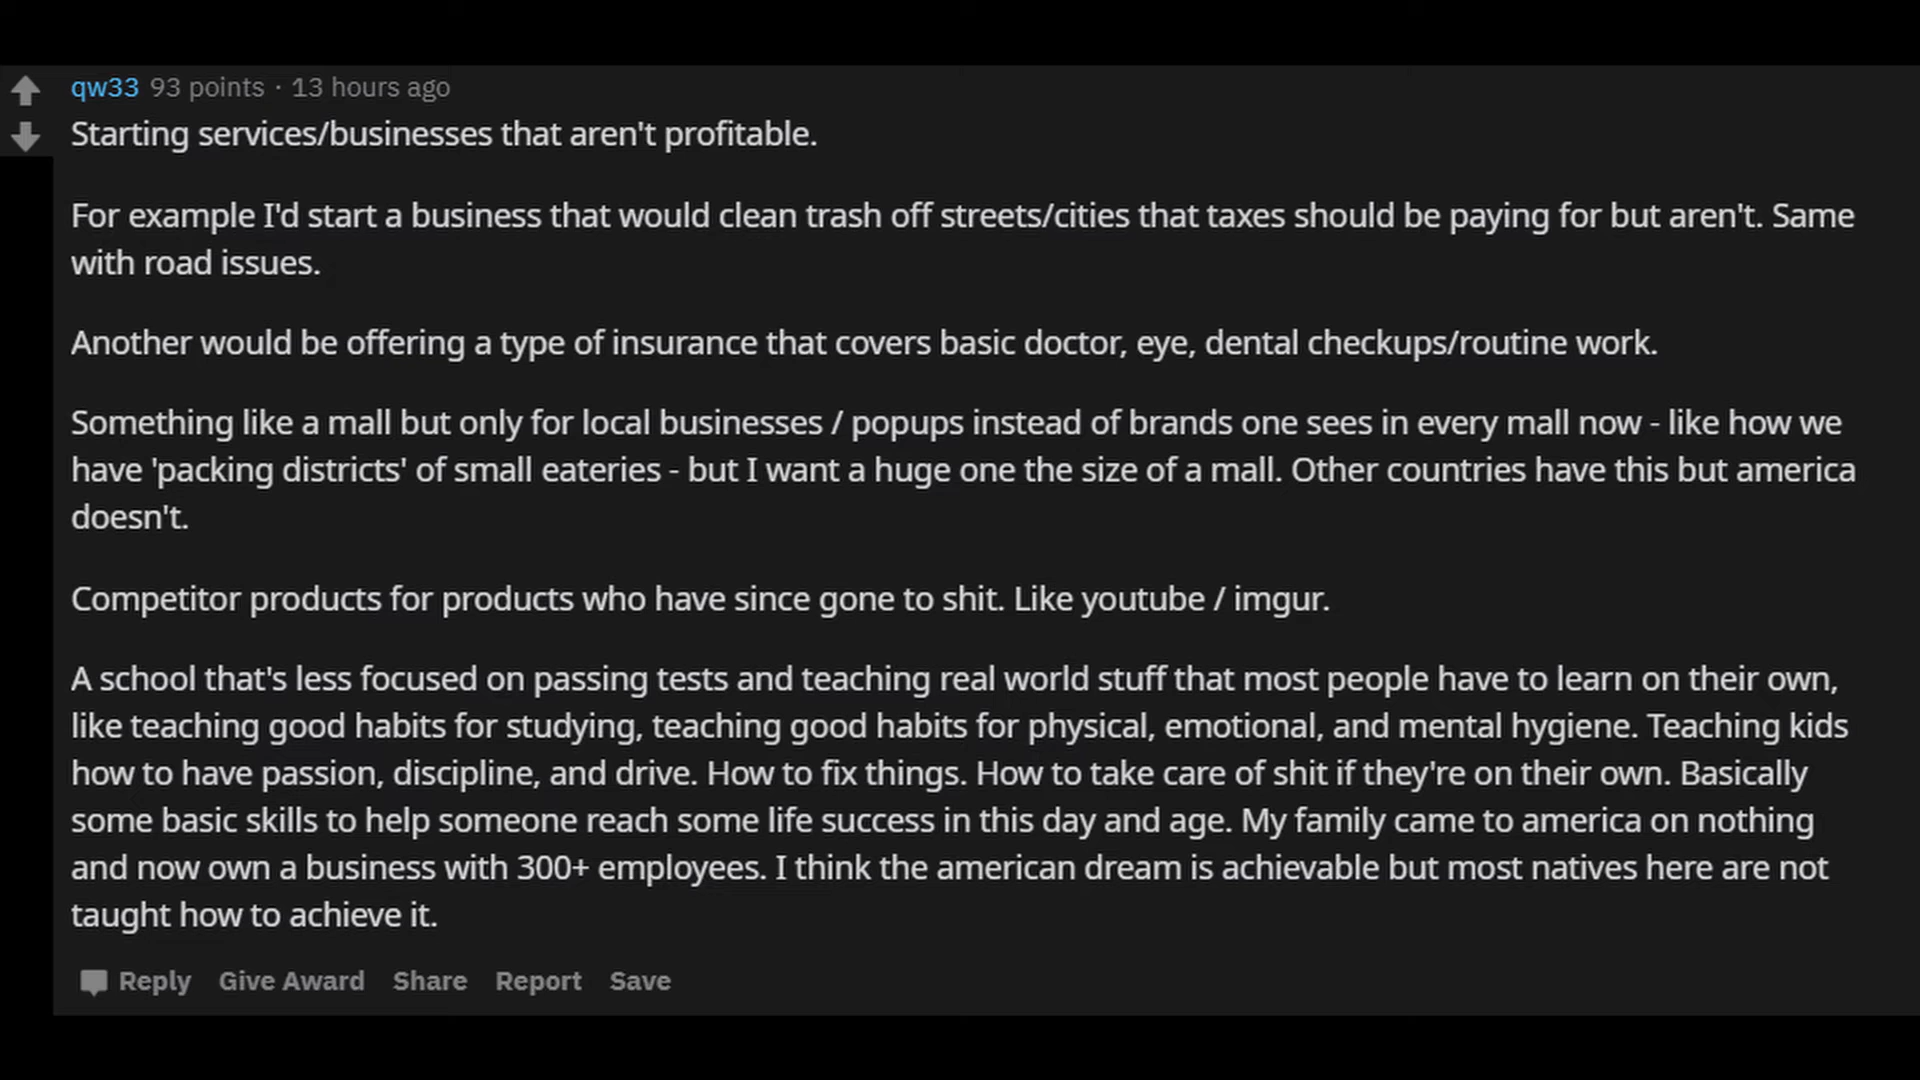 qw33 93 points · 13 hours ago
Starting services/businesses that aren't profitable.
For example I'd start a business that would clean trash off streets/cities that taxes should be paying for but aren't. Same
with road issues.
Another would be offering a type of insurance that covers basic doctor, eye, dental checkups/routine work.
Something like a mall but only for local businesses / popups instead of brands one sees in every mall now - like how we
have 'packing districts' of small eateries - but I want a huge one the size of a mall. Other countries have this but america
doesn't.
Competitor products for products who have since gone to shit. Like youtube / imgur.
A school that's less focused on passing tests and teaching real world stuff that most people have to learn on their own,
like teaching good habits for studying, teaching good habits for physical, emotional, and mental hygiene. Teaching kids
how to have passion, discipline, and drive. How to fix things. How to take care of shit if they're on their own. Basically
some basic skills to help someone reach some life success in this day and age. My family came to america on nothing
and now own a business with 300+ employees. I think the american dream is achievable but most natives here are not
taught how to achieve it.
Reply Give Award Share Report Save